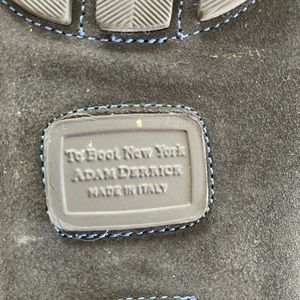 To Boot New York
ADAM DERRICK
MADE IN ITALY